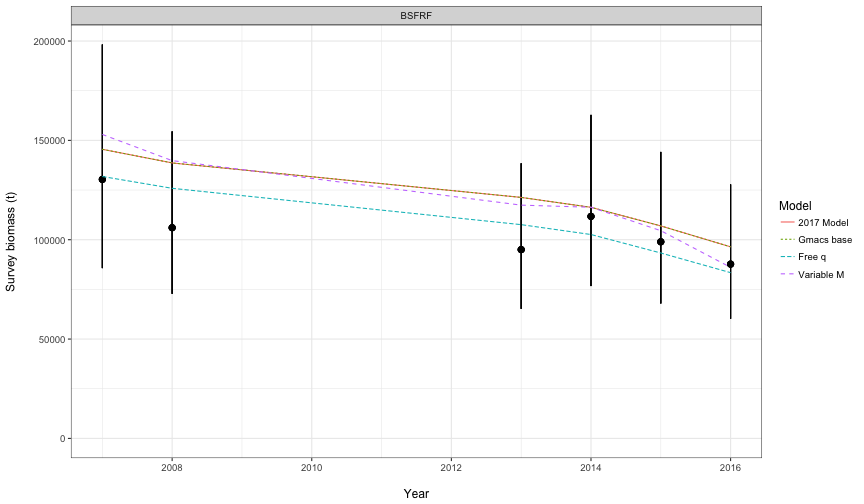 BSFRF
200000
150000
100000
50000
0
2008
2010
2012
2014
2016
Year
Survey biomass (t)
Model
2017 Model
Gmacs base
Free q
Variable M